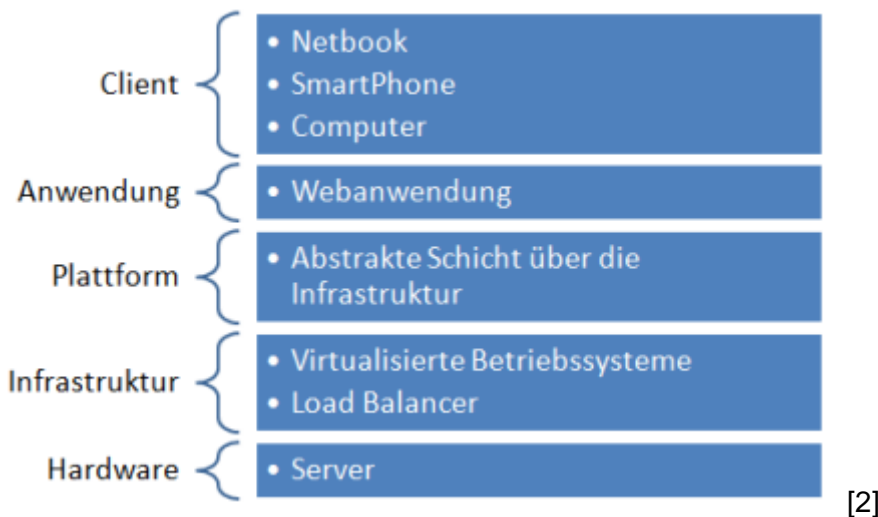 Client
• Netbook
• SmartPhone
• Computer
Anwendung
• Webanwendung
Plattform
• Abstrakte Schicht über die
Infrastruktur
Infrastruktur
• Virtualisierte Betriebssysteme
• Load Balancer
Hardware
• Server
[2]